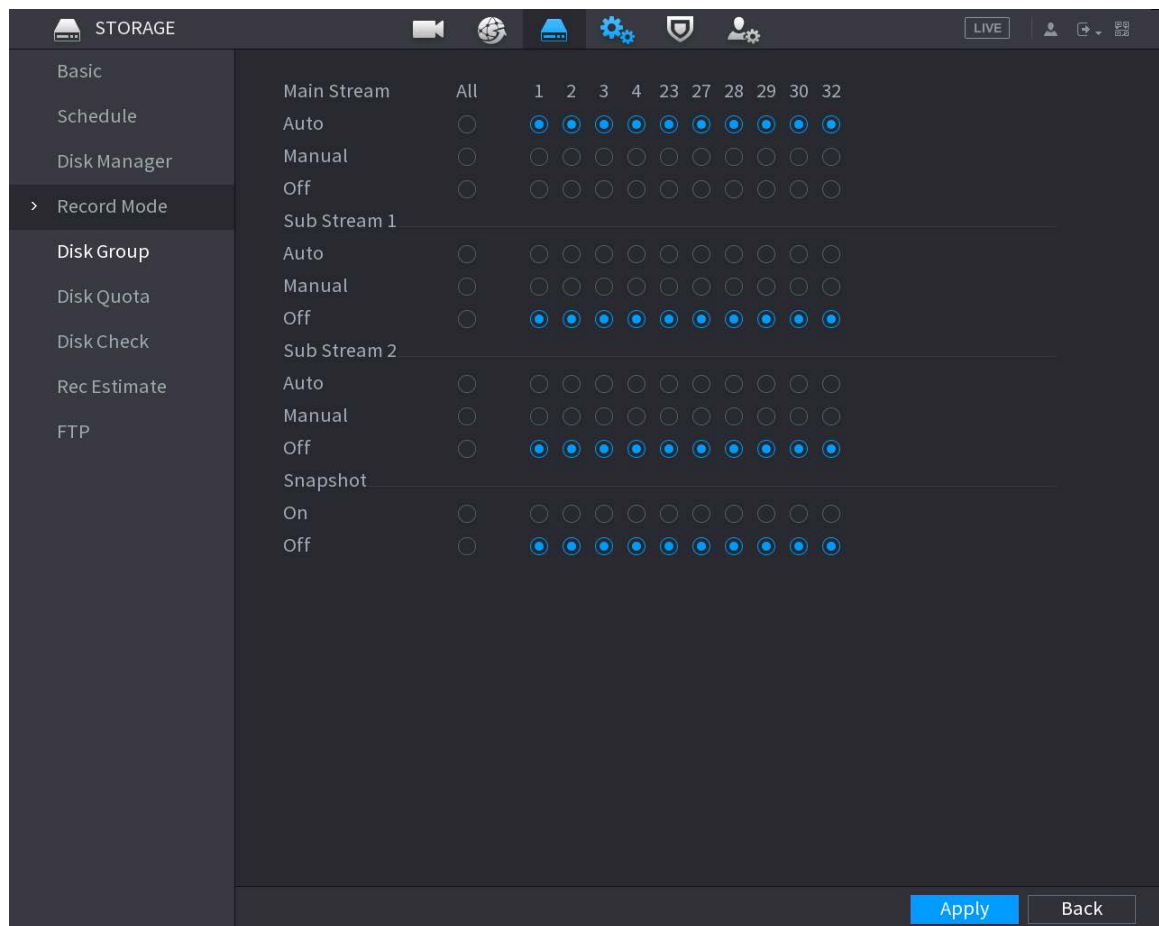 STORAGE
LIVE
Basic
Schedule
Disk Manager
> Record Mode
Disk Group
Disk Quota
Disk Check
Rec Estimate
FTP
Main Stream All 1 2 3 4 23 27 28 29 30 32
Auto
Manual
Off
Sub Stream 1
Auto
Manual
Off
Sub Stream 2
Auto
Manual
Off
Snapshot
On
Off
Apply Back